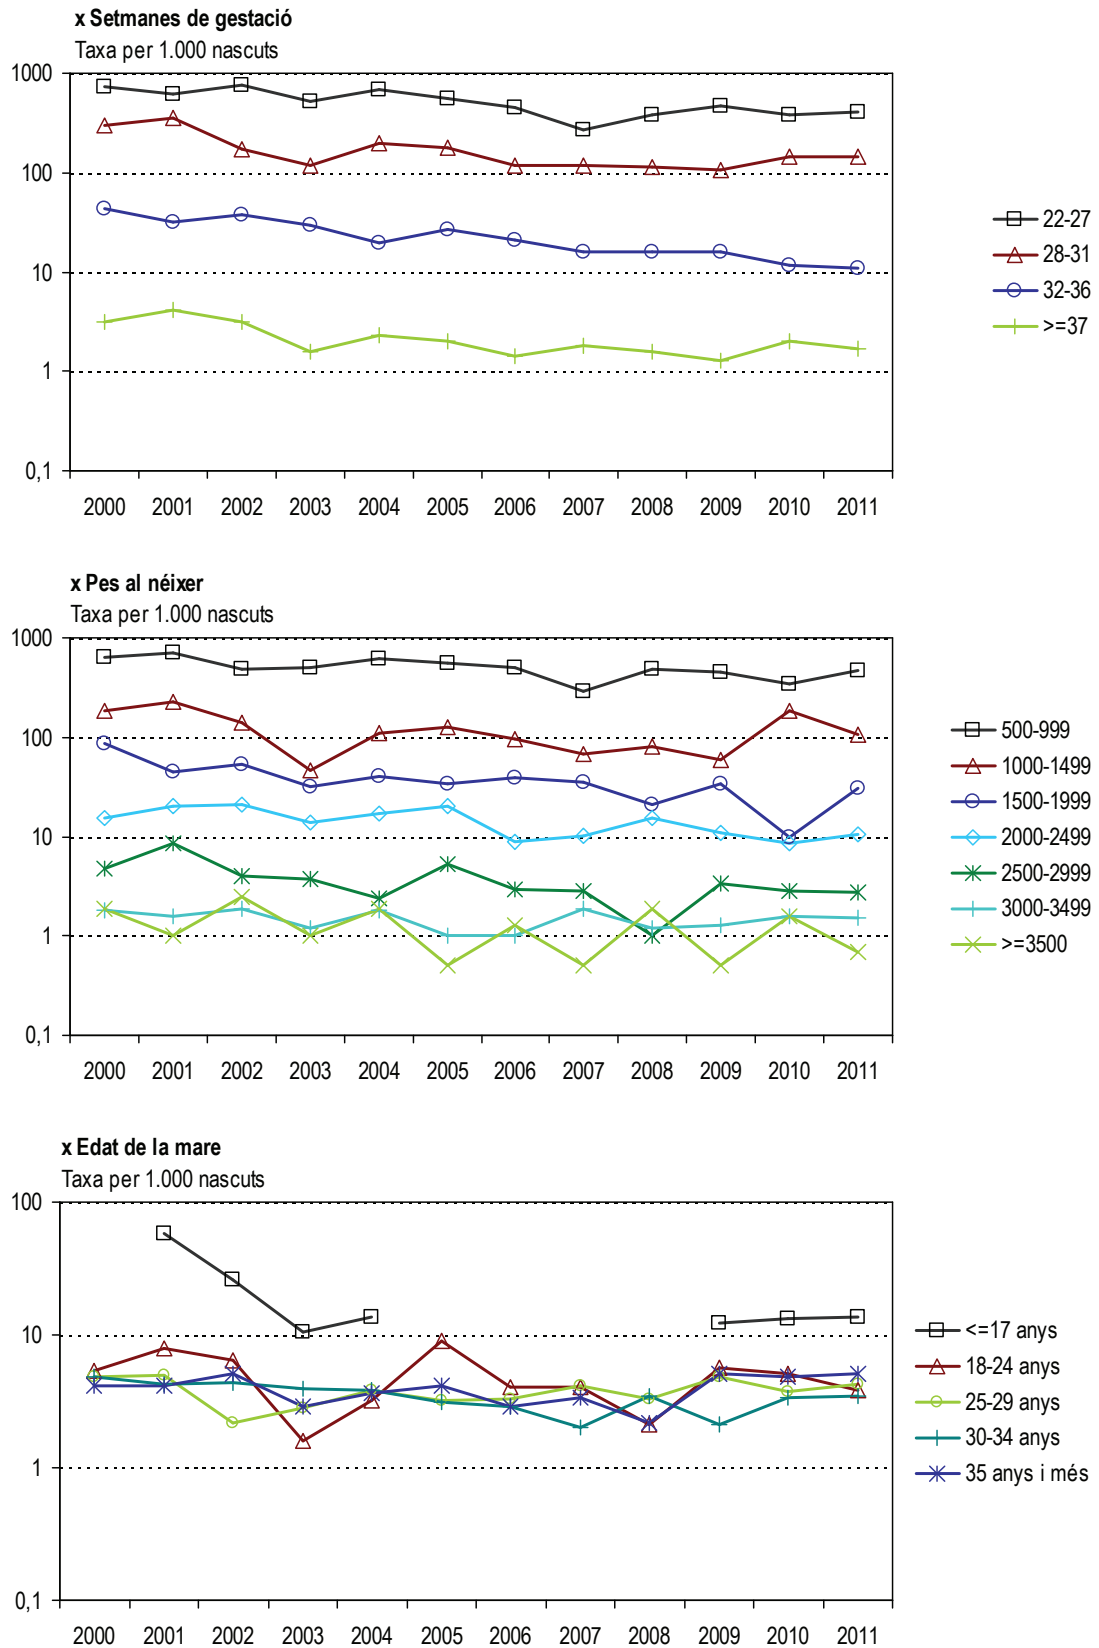 x Setmanes de gestació
Taxa per 1.000 nascuts
1000
100
10
1
0,1
2000 2001 2002 2003 2004 2005 2006 2007 2008 2009 2010 2011
22-27
28-31
32-36
>=37
x Pes al néixer
Taxa per 1.000 nascuts
1000
100
10
1
0,1
2000 2001 2002 2003 2004 2005 2006 2007 2008 2009 2010 2011
500-999
1000-1499
1500-1999
2000-2499
2500-2999
3000-3499
>=3500
x Edat de la mare
Taxa per 1.000 nascuts
100
10
1
0,1
2000 2001 2002 2003 2004 2005 2006 2007 2008 2009 2010 2011
<=17 anys
18-24 anys
25-29 anys
30-34 anys
35 anys i més